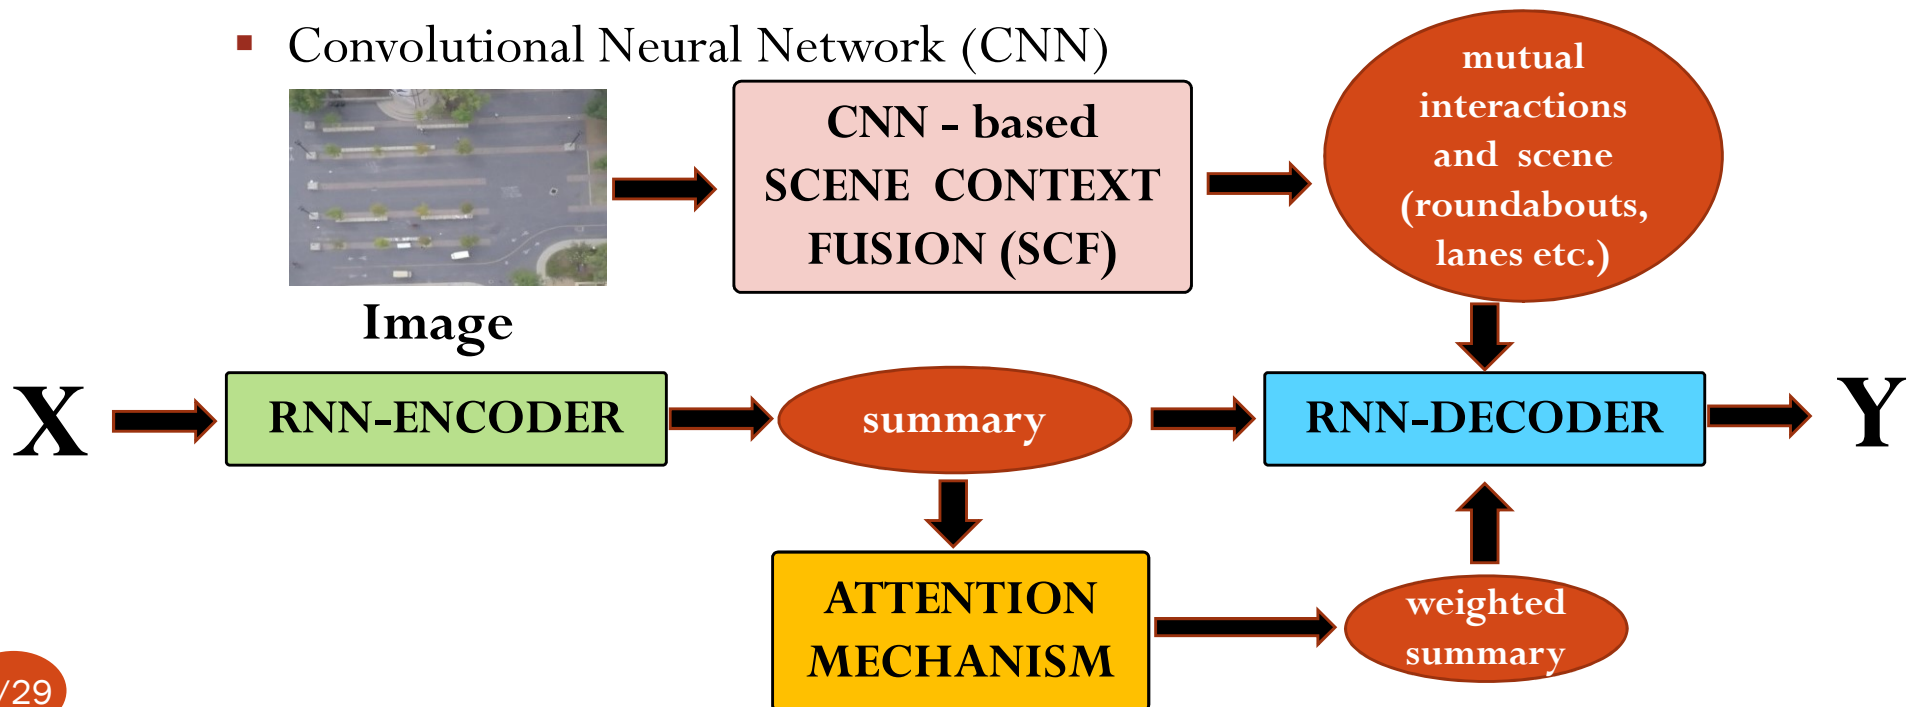 ▪ Convolutional Neural Network (CNN)
CNN - based
SCENE CONTEXT
FUSION (SCF)
mutual
interactions
and scene
(roundabouts,
lanes etc.)
Image
X
RNN-ENCODER
summary
RNN-DECODER
Y
ATTENTION
MECHANISM
weighted
summary
/29